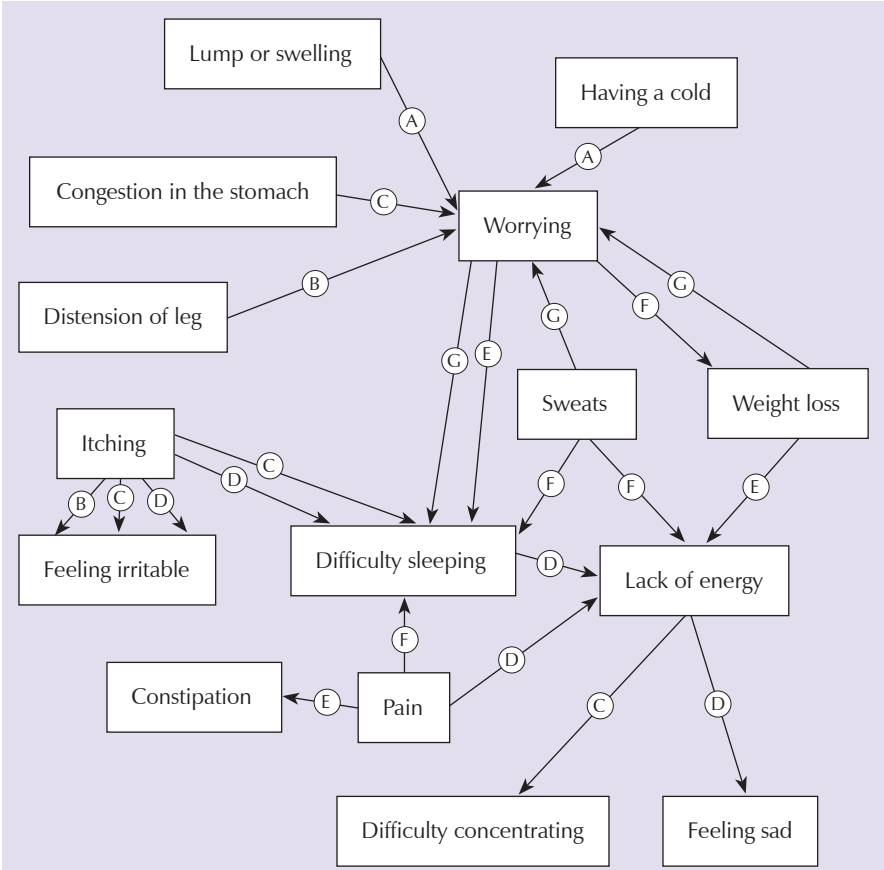 Lump or swelling
Having a cold
A
A
Congestion in the stomach
C
Worrying
B
Distension of leg
G
F
G
G
E
Sweats
Weight loss
Itching
C
D
B
C
D
F
F
E
Feeling irritable
Difficulty sleeping
D
Lack of energy
F
D
Constipation
E
Pain
C
D
Difficulty concentrating
Feeling sad